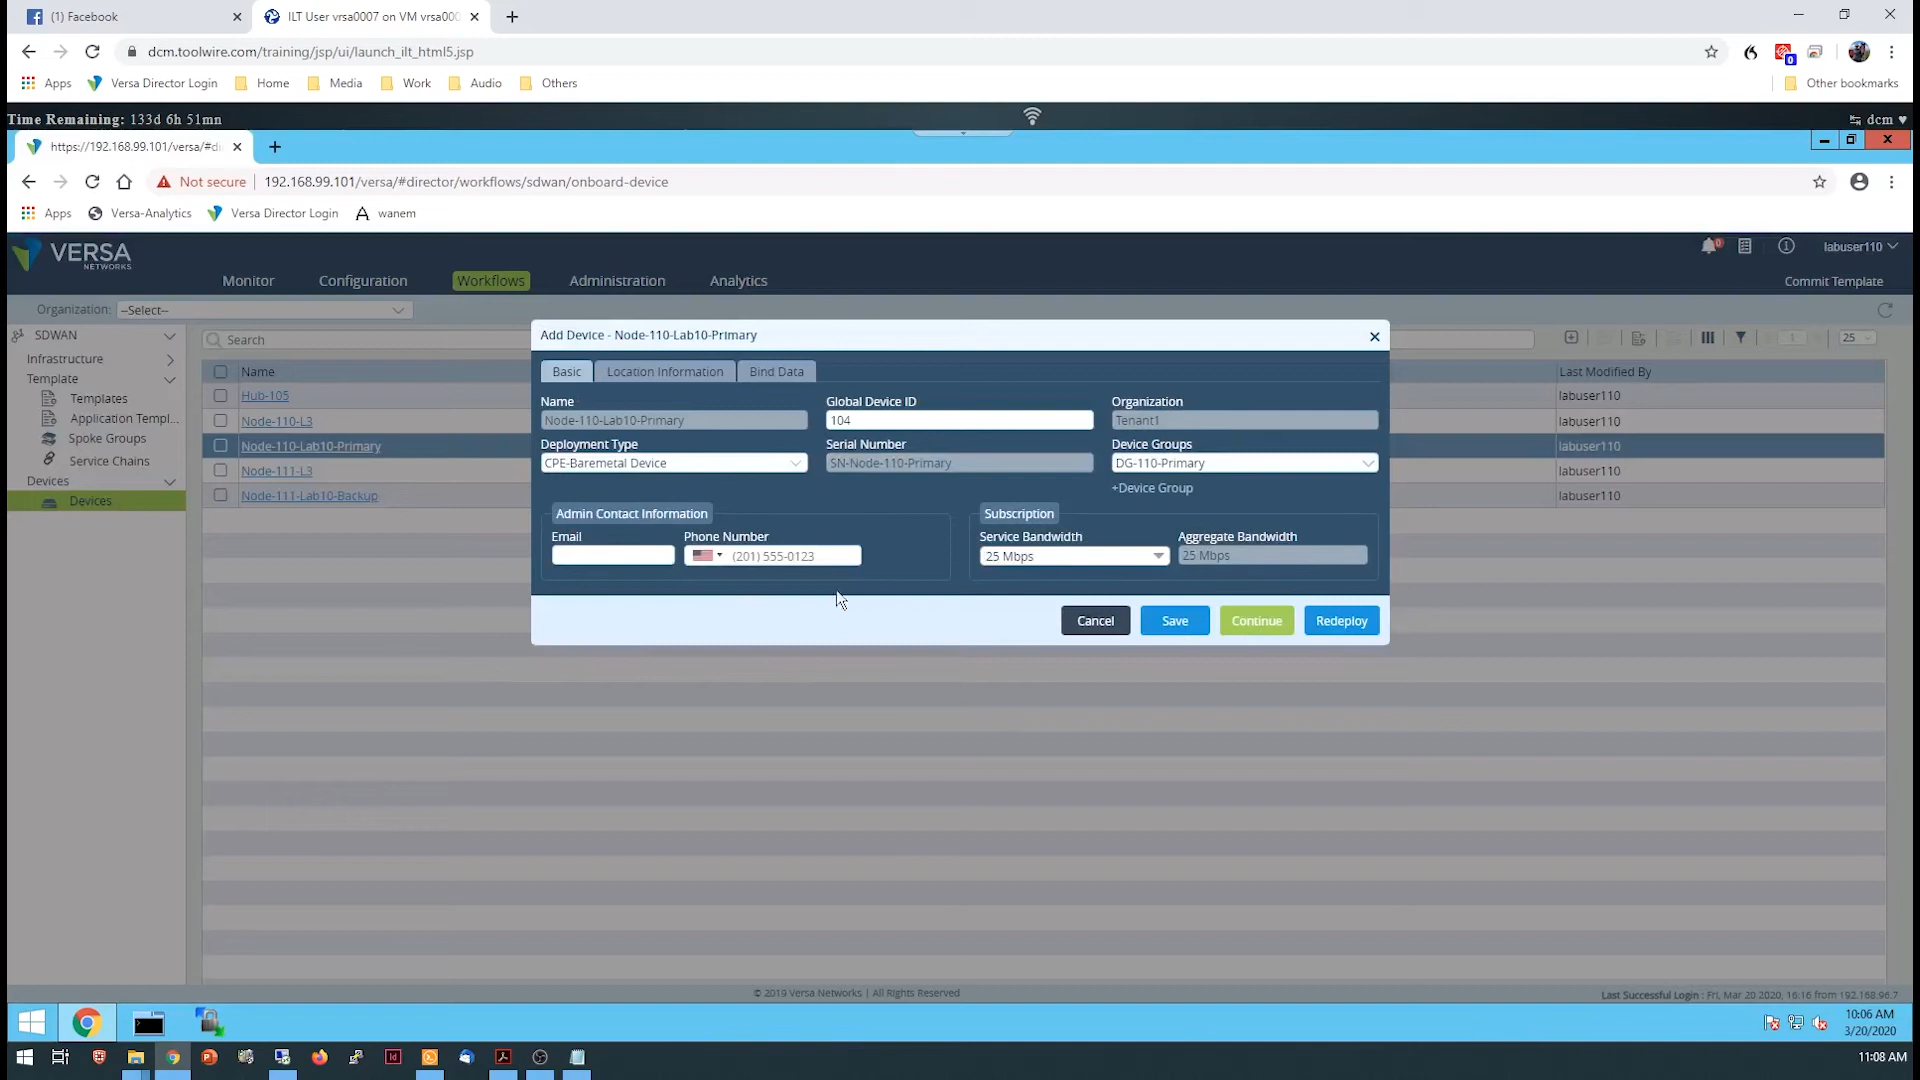 (1) Facebook
ILT User vrsa0007 on VM vrsa000
dcm.toolwire.com/training/jsp/ui/launch_ilt_html5.jsp
0
Apps Versa Director Login Home Media Work Audio Others Other bookmarks
Time Remaining: 133d 6h 51mn
dcm
https://192.168.99.101/versa/#di
Not secure 192.168.99.101/versa/#director/workflows/sdwan/onboard-device
Apps Versa-Analytics Versa Director Login wanem
VERSA
NETWORKS
0
labuser110
Monitor Configuration Workflows Administration Analytics
Commit Template
Organization: --Select--
SDWAN
Infrastructure
Template
Templates
Application Templ...
Spoke Groups
Service Chains
Devices
Devices
Search
1
25
Name
Last Modified By
Hub-105
labuser110
Node-110-L3
labuser110
Node-110-Lab10-Primary
labuser110
Node-111-L3
labuser110
Node-111-Lab10-Backup
labuser110
Add Device - Node-110-Lab10-Primary
Basic Location Information Bind Data
Name Global Device ID Organization
Node-110-Lab10-Primary 104 Tenant1
Deployment Type Serial Number Device Groups
CPE-Baremetal Device SN-Node-110-Primary DG-110-Primary
+Device Group
Admin Contact Information Subscription
Email Phone Number Service Bandwidth Aggregate Bandwidth
(201) 555-0123 25 Mbps 25 Mbps
Cancel Save Continue Redeploy
© 2019 Versa Networks | All Rights Reserved
Last Successful Login : Fri, Mar 20 2020, 16:16 from 192.168.96.7
10:06 AM
3/20/2020
11:08 AM